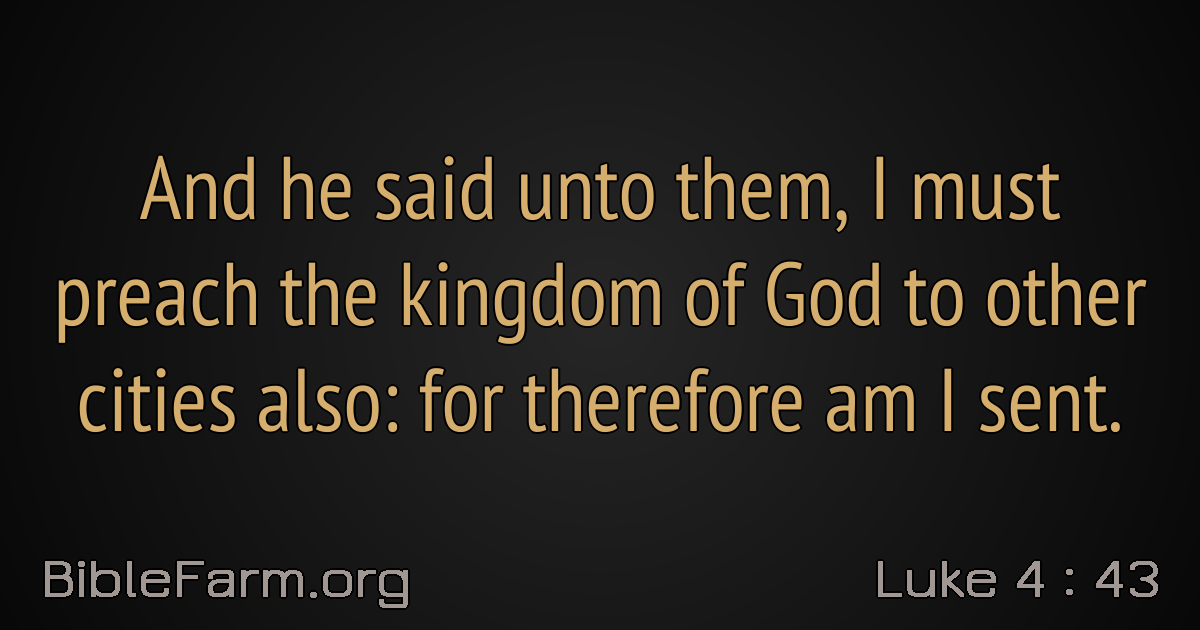 And he said unto them, I must
preach the kingdom of God to other
cities also: for therefore am I sent.
BibleFarm.org
Luke 4 : 43